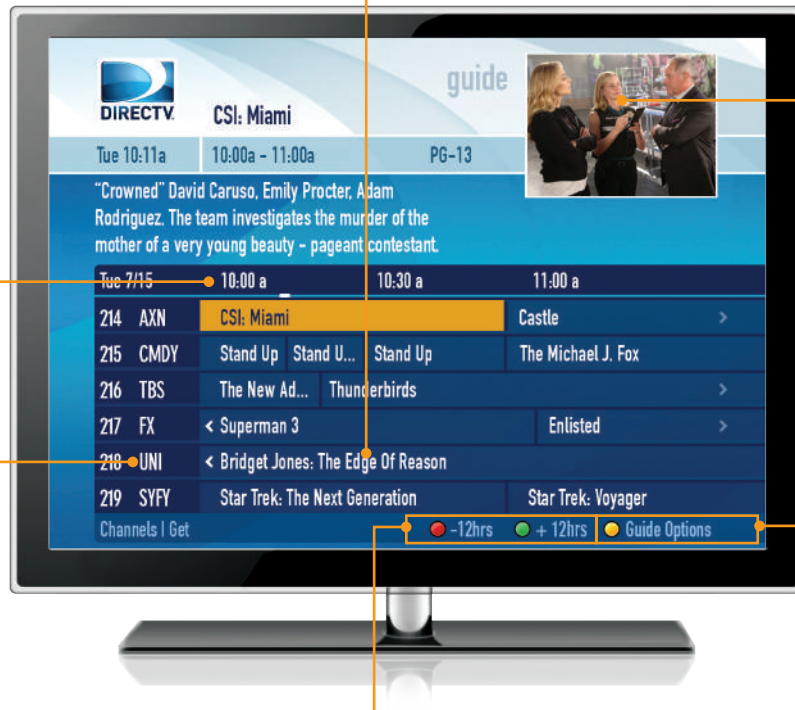 guide
DIRECTV
CSI: Miami
Tue 10:11a 10:00a - 11:00a PG-13
"Crowned" David Caruso, Emily Procter, Adam
Rodriguez. The team investigates the murder of the
mother of a very young beauty - pageant contestant.
Tue 7/15 10:00 a 10:30 a 11:00 a
214 AXN CSI: Miami Castle >
215 CMDY Stand Up Stand U... Stand Up The Michael J. Fox
216 TBS The New Ad... Thunderbirds >
217 FX < Superman 3 Enlisted >
218 UNI < Bridget Jones: The Edge Of Reason
219 SYFY Star Trek: The Next Generation Star Trek: Voyager
Channels | Get -12hrs + 12hrs Guide Options